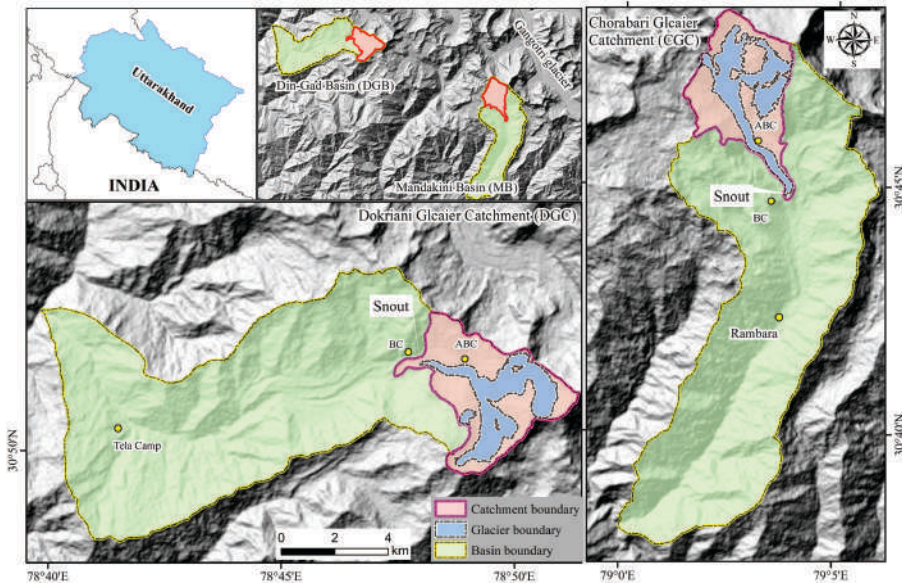 Uttarakhand
INDIA
Gangotri glacier
Din-Gad Basin (DGB)
Mandakini Basin (MB)
Chorabari Glcaier
Catchment (CGC)
N
W
E
S
ABC
Snout
BC
Rambara
30°45'0"N
30°40'N
79°0'E
79°5'E
Dokriani Glcaier Catchment (DGC)
Snout
BC
ABC
Tela Camp
30°50'N
Catchment boundary
Glacier boundary
Basin boundary
0
2
4
km
78°40'E
78°45'E
78°50'E